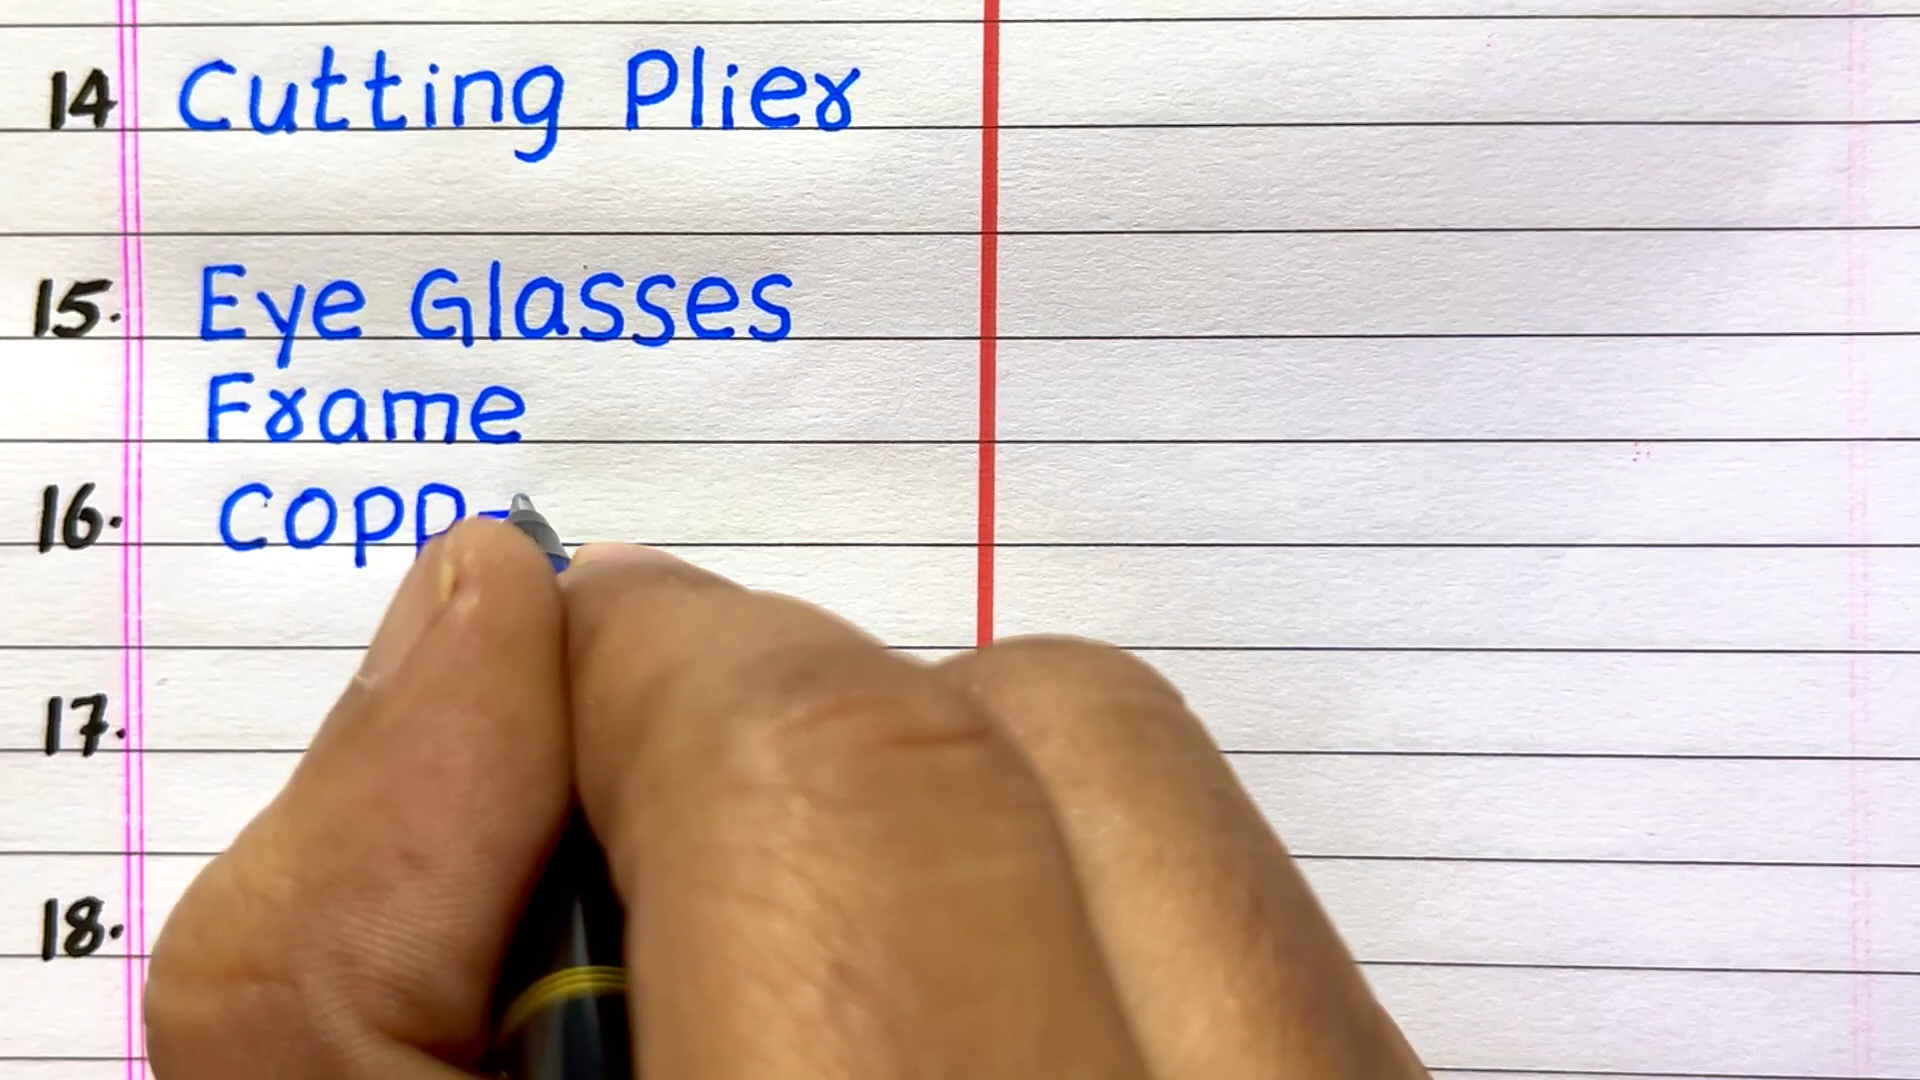 14 Cutting Plier
15. Eye Glasses
Frame
16. Copp
17.
18.